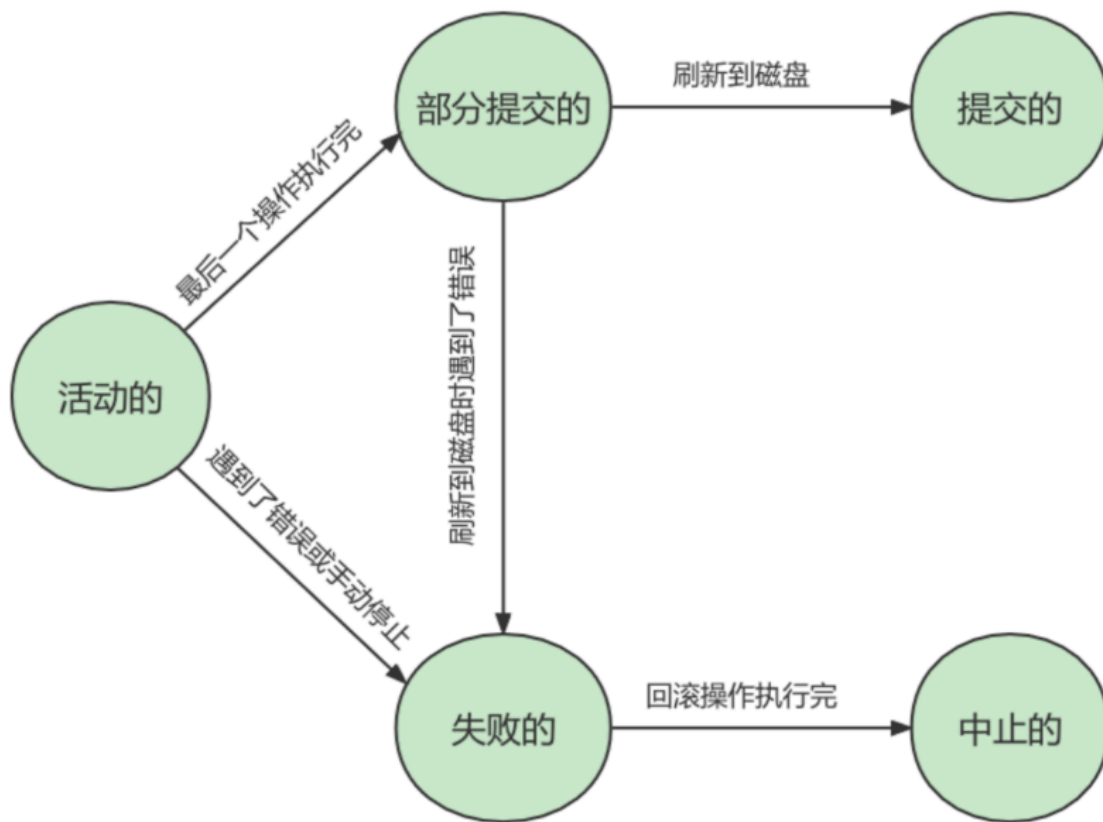 部分提交的
刷新到磁盘
提交的
最后一个操作执行完
刷新到磁盘时遇到了错误
活动的
遇到了错误或手动停止
失败的
回滚操作执行完
中止的